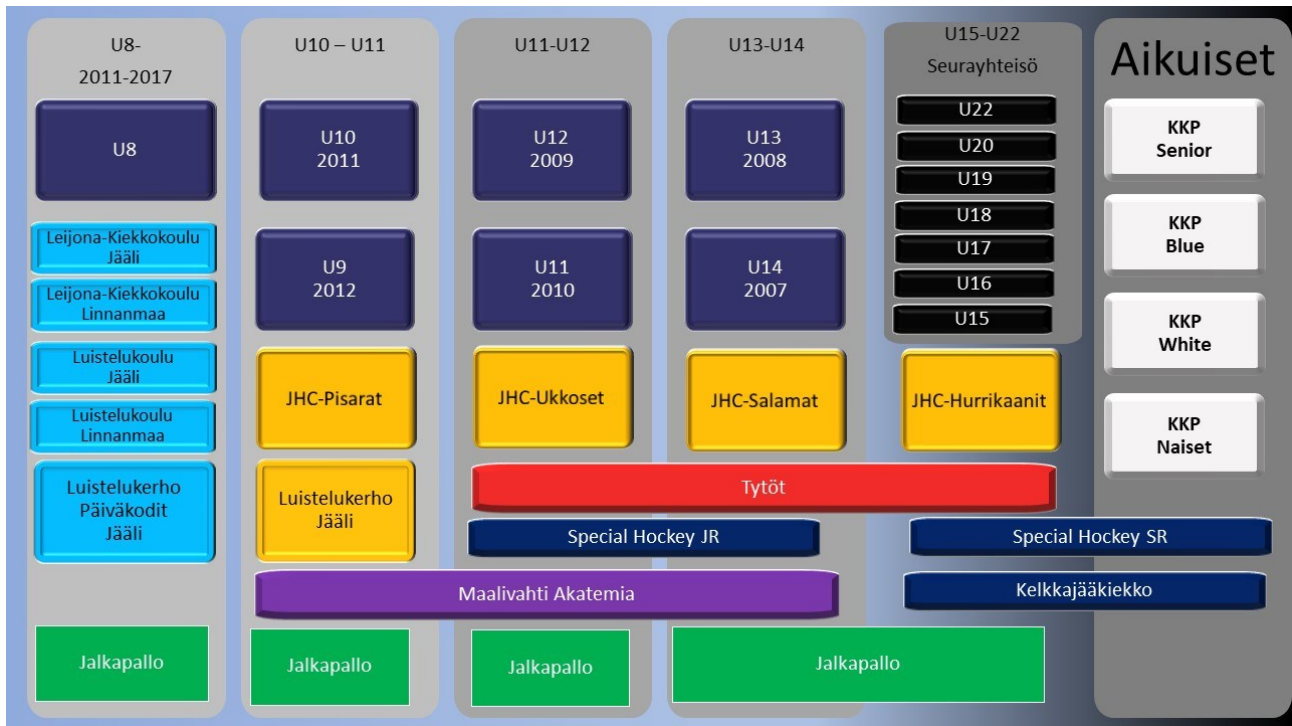 U8-
2011-2017
U8
Leijona-Kiekkokoulu
Jääli
Leijona-Kiekkokoulu
Linnanmaa
Luistelukoulu
Jääli
Luistelukoulu
Linnanmaa
Luistelukerho
Päiväkodit
Jääli
Jalkapallo
U10 – U11
U10
2011
U9
2012
JHC-Pisarat
Luistelukerho
Jääli
Maalivahti Akatemia
Jalkapallo
U11-U12
U12
2009
U11
2010
JHC-Ukkoset
Tytöt
Special Hockey JR
Jalkapallo
U13-U14
U13
2008
U14
2007
JHC-Salamat
Jalkapallo
U15-U22
Seurayhteisö
U22
U20
U19
U18
U17
U16
U15
JHC-Hurrikaanit
Special Hockey SR
Kelkkajääkiekko
Aikuiset
KKP
Senior
KKP
Blue
KKP
White
KKP
Naiset